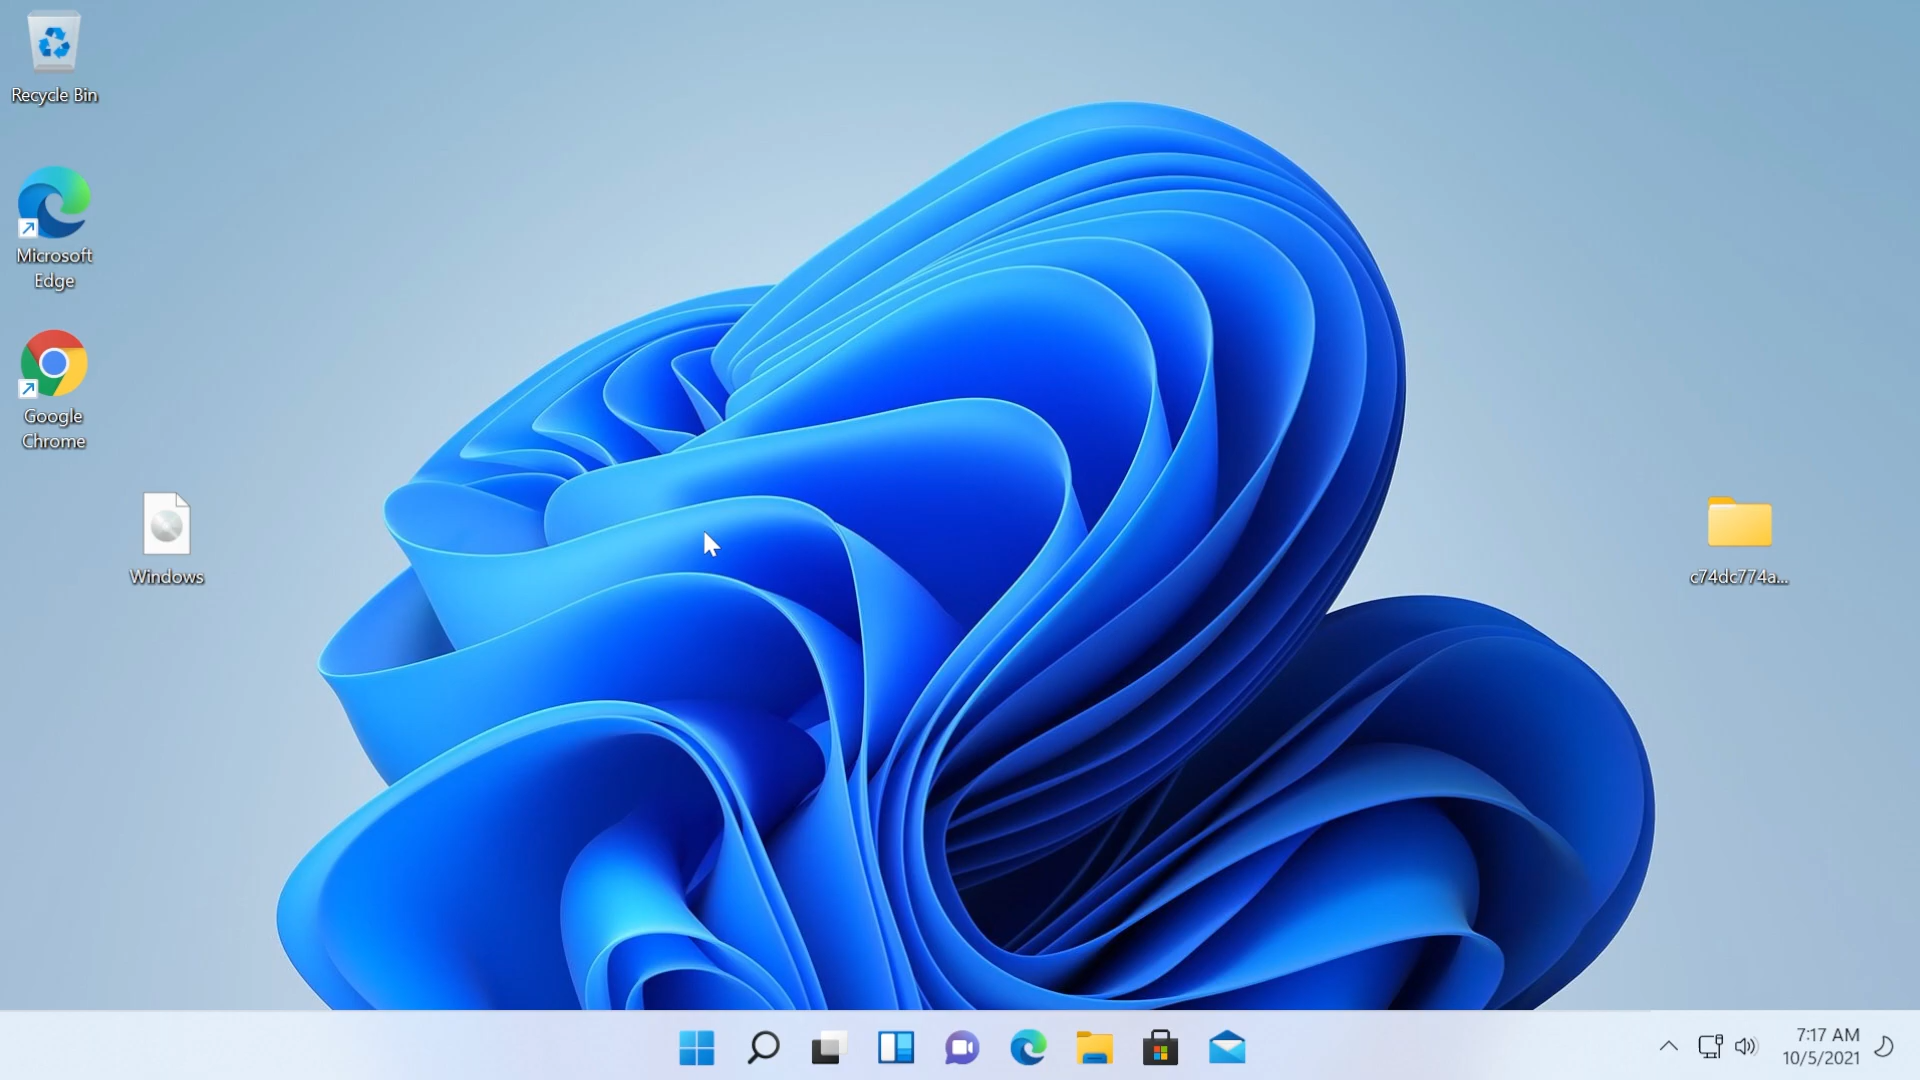 Recycle Bin
Microsoft
Edge
Google
Chrome
Windows
c74dc774a...
7:17 AM
10/5/2021